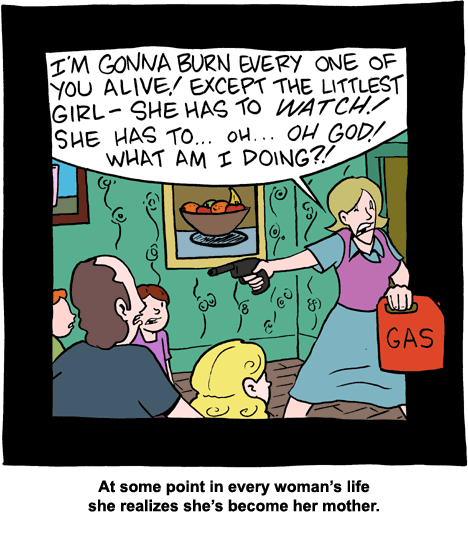 I'M GONNA BURN EVERY ONE OF
YOU ALIVE! EXCEPT THE LITTLEST
GIRL - SHE HAS TO WATCH!
SHE HAS TO... OH... OH GOD!
WHAT AM I DOING?!
GAS
At some point in every woman's life
she realizes she's become her mother.